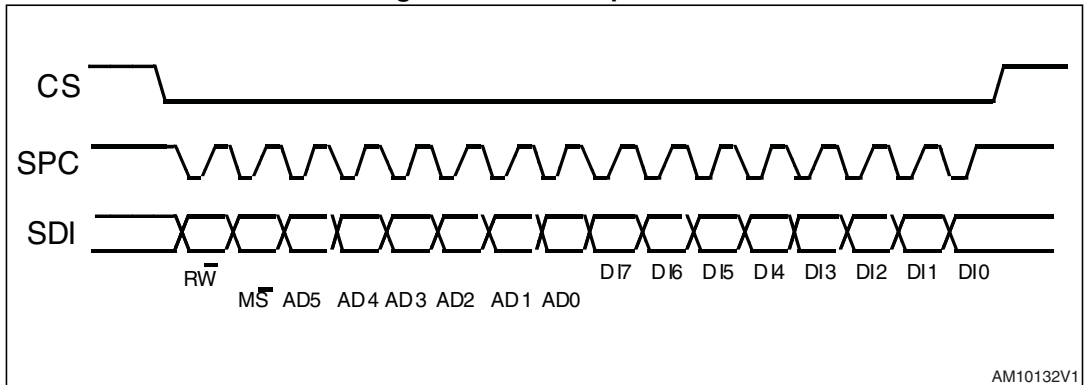 CS
SPC
SDI
RW̅ DI7 DI6 DI5 DI4 DI3 DI2 DI1 DI0
MS̅ AD5 AD4 AD3 AD2 AD1 AD0
AM10132V1